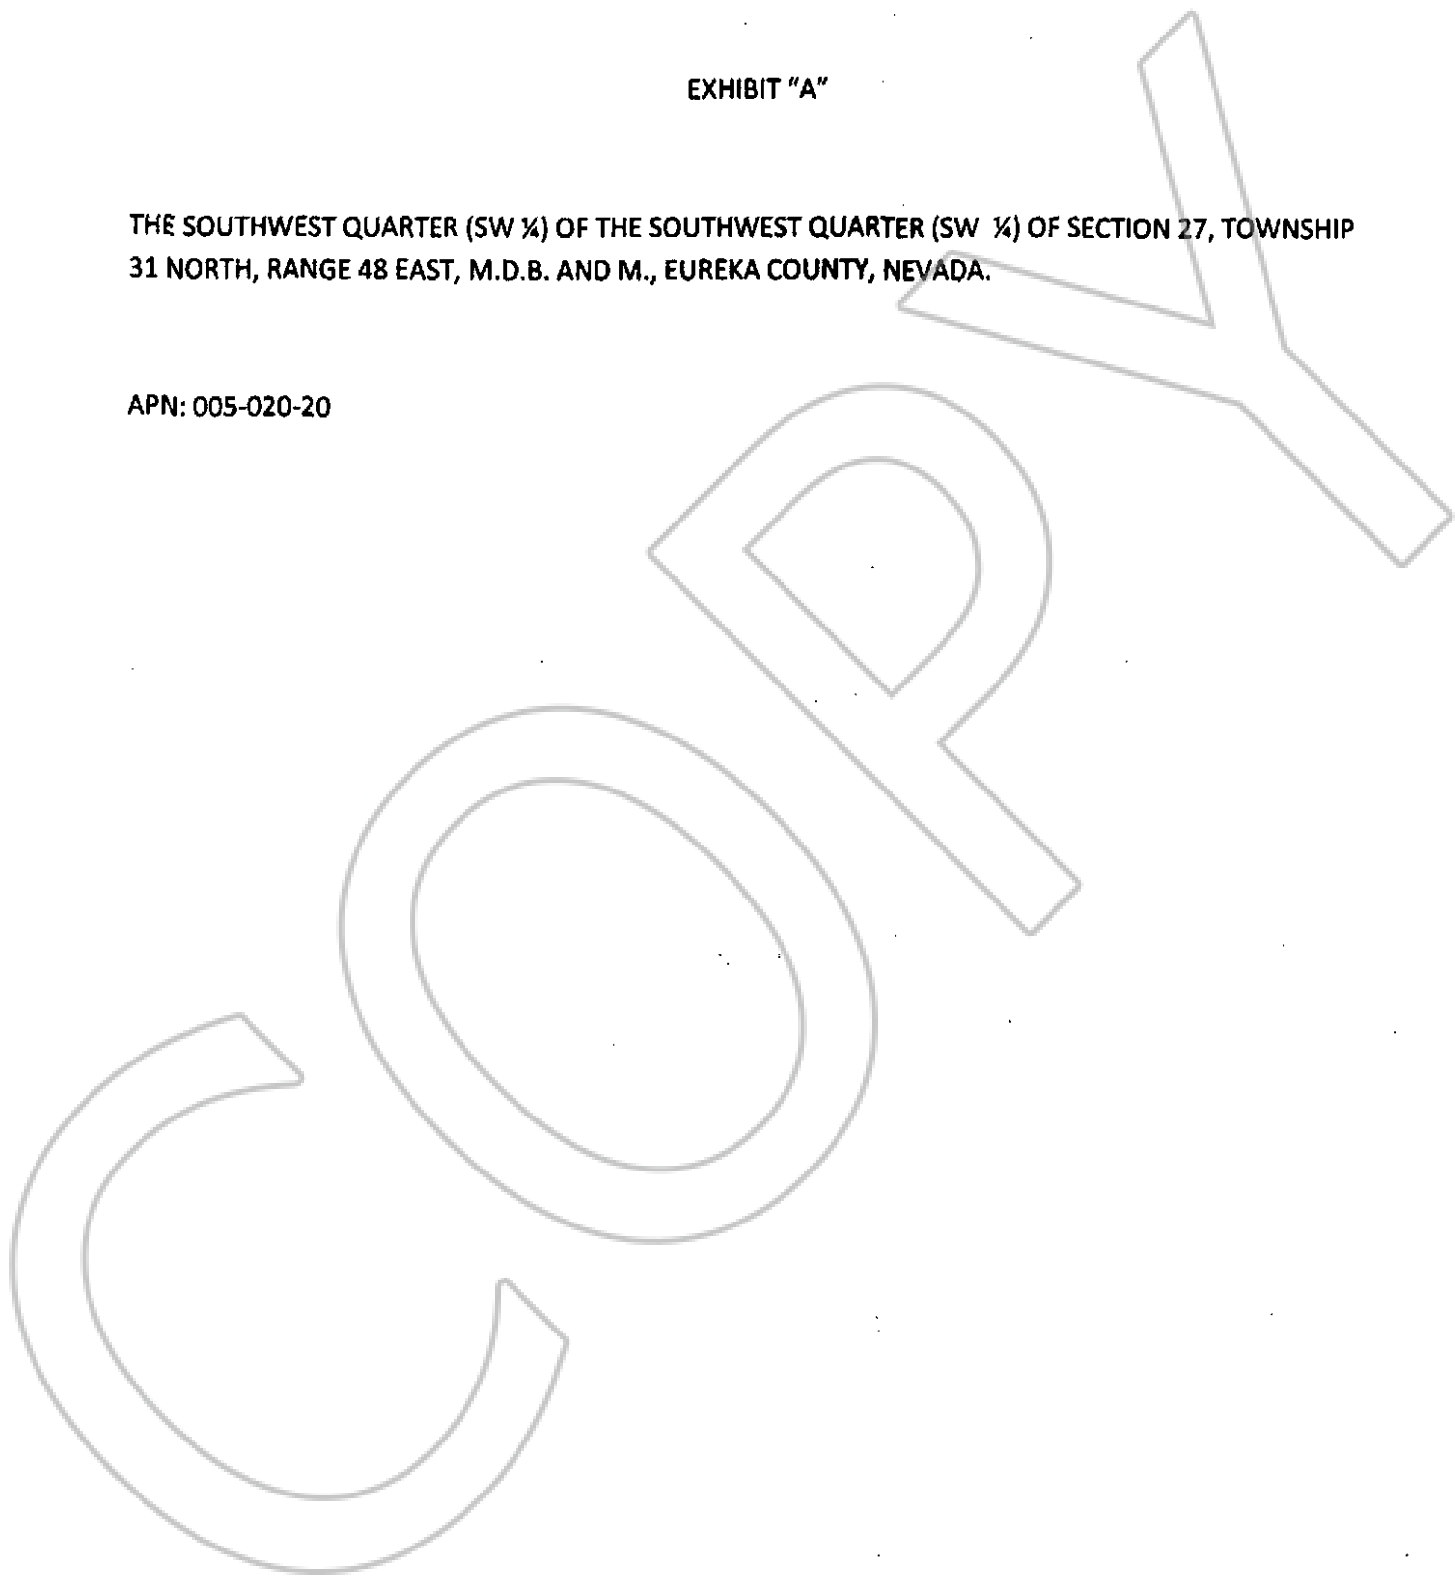 EXHIBIT "A"
THE SOUTHWEST QUARTER (SW ¼) OF THE SOUTHWEST QUARTER (SW ¼) OF SECTION 27, TOWNSHIP
31 NORTH, RANGE 48 EAST, M.D.B. AND M., EUREKA COUNTY, NEVADA.
APN: 005-020-20
COPY